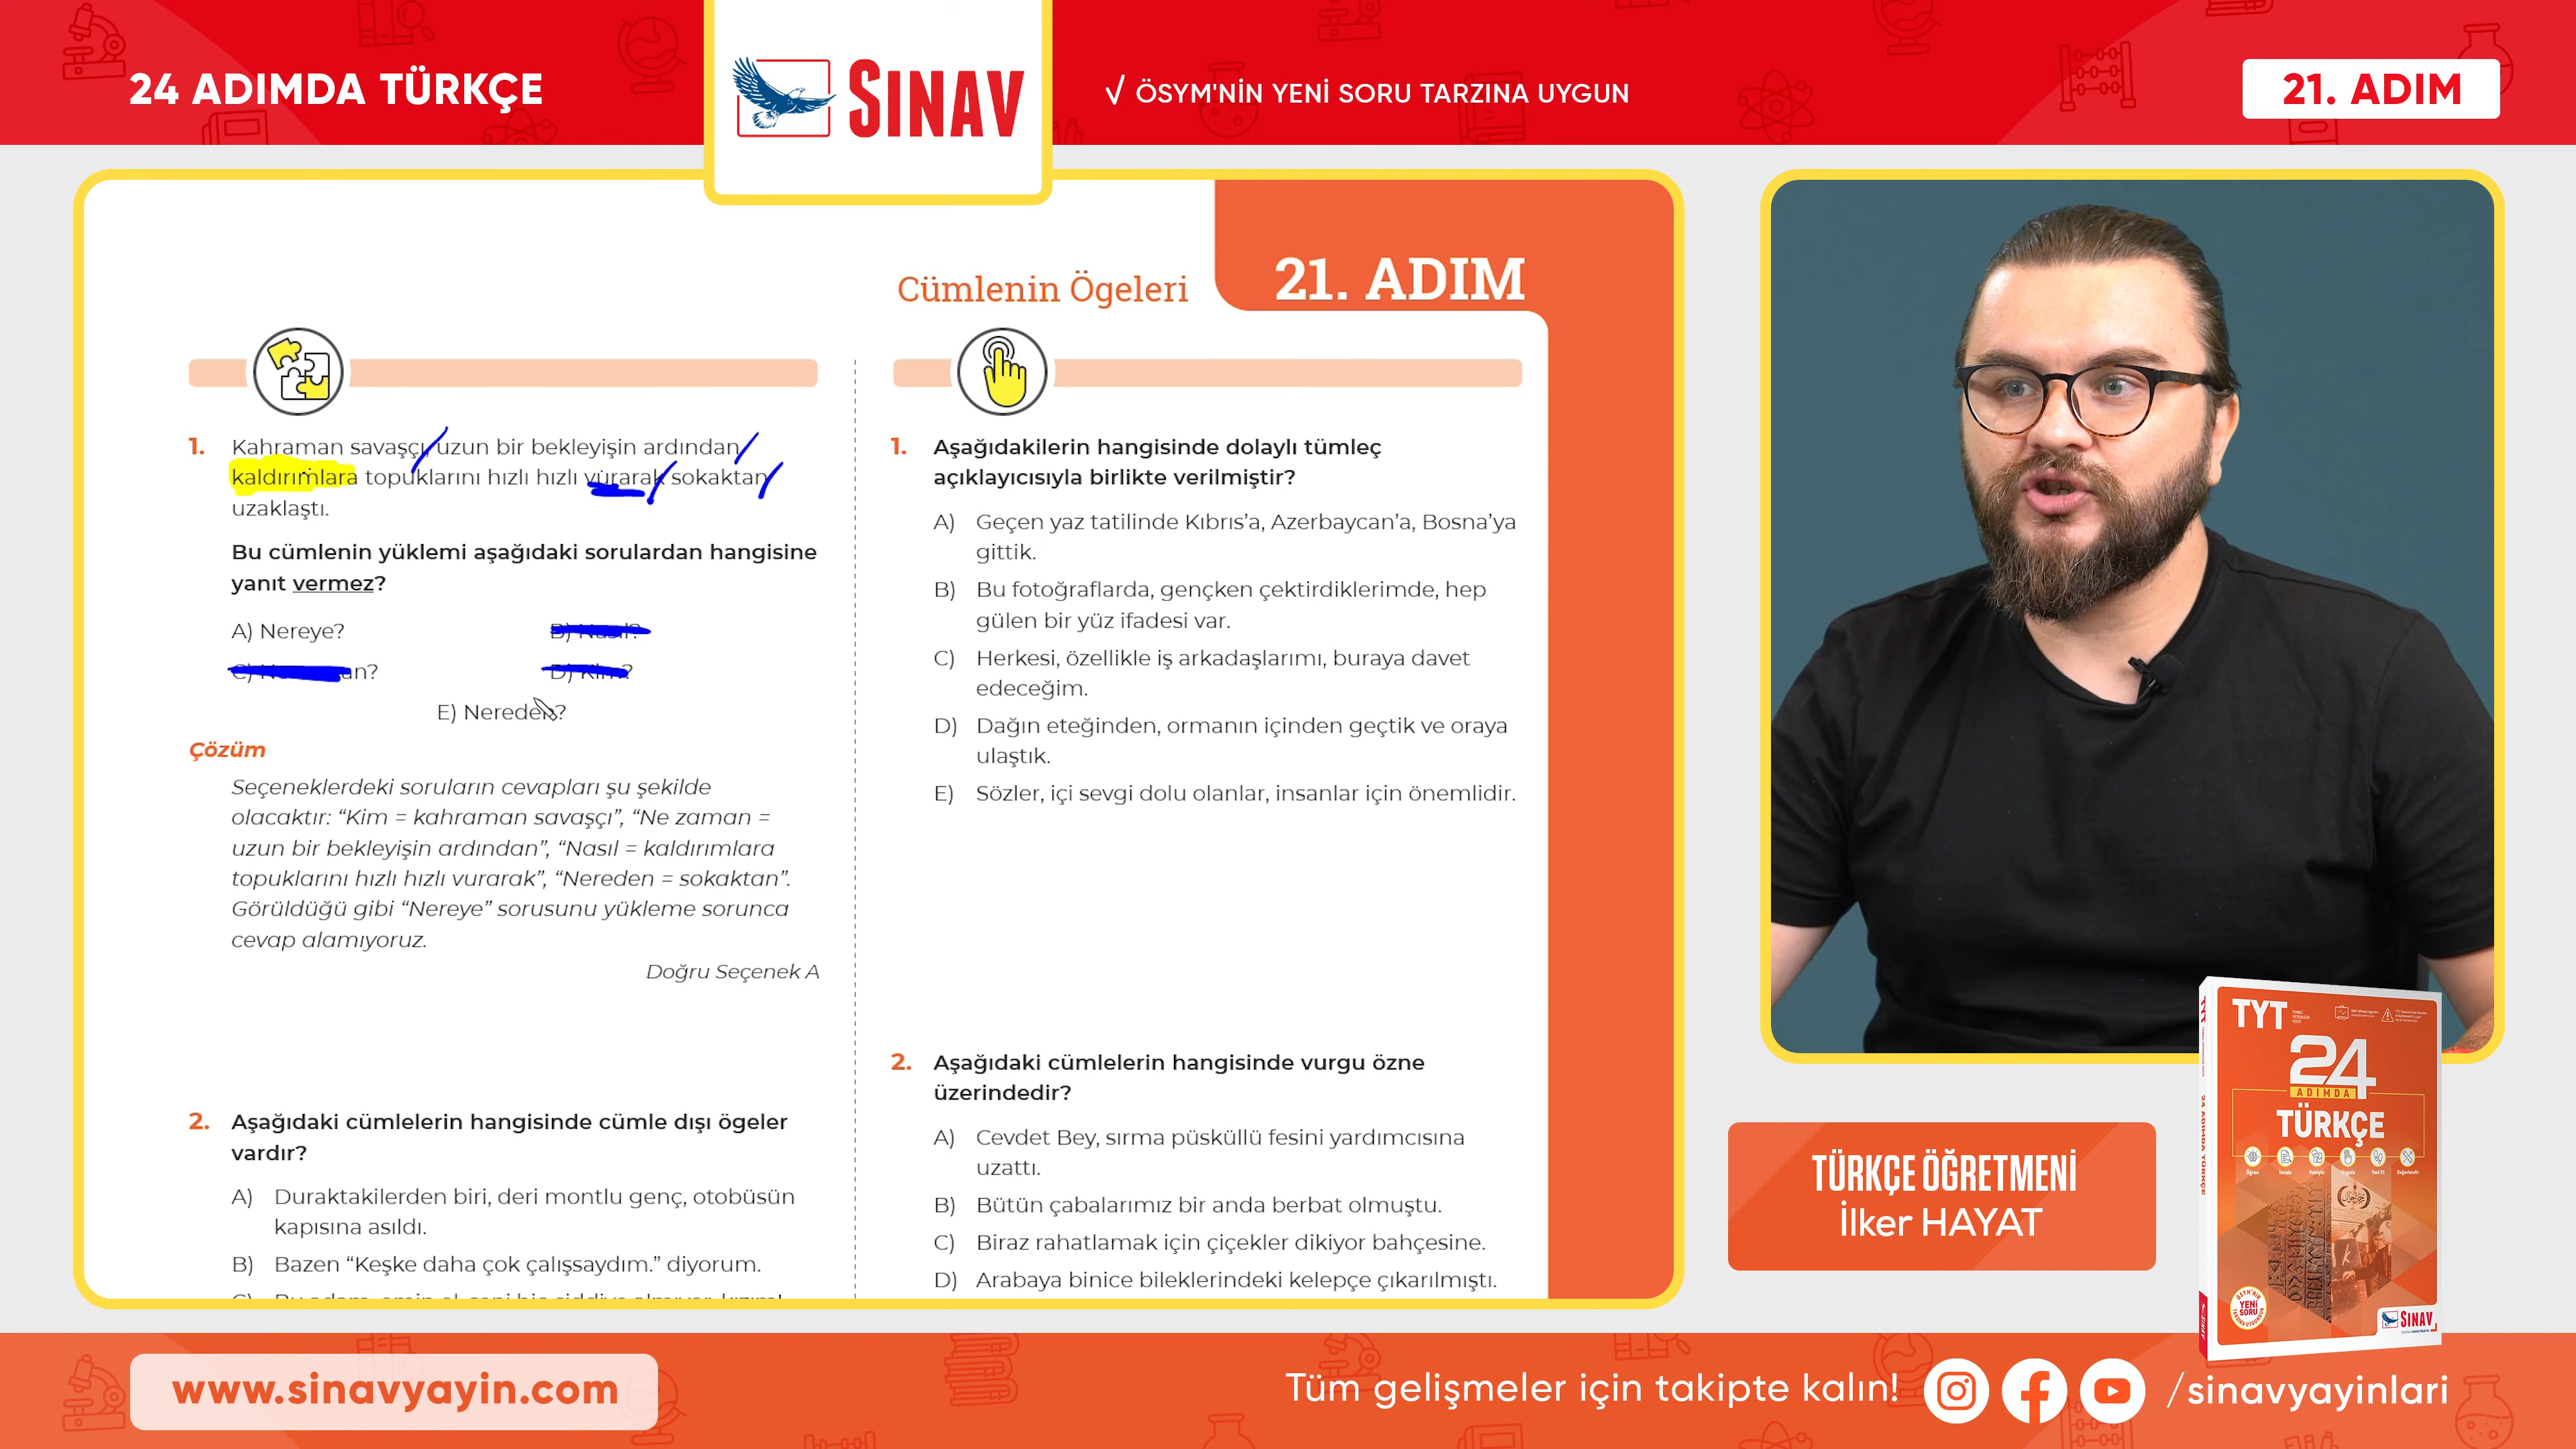 24 ADIMDA TÜRKÇE
SINAV
√ ÖSYM'NİN YENİ SORU TARZINA UYGUN
21. ADIM
Cümlenin Ögeleri
21. ADIM
1. Kahraman savaşçı, uzun bir bekleyişin ardından
kaldırımlara topuklarını hızlı hızlı vurarak sokaktan
uzaklaştı.
Bu cümlenin yüklemi aşağıdaki sorulardan hangisine
yanıt vermez?
A) Nereye?
B) Nasıl?
C) Ne zaman?
D) Kim?
E) Nereden?
Çözüm
Seçeneklerdeki soruların cevapları şu şekilde
olacaktır: “Kim = kahraman savaşçı”, “Ne zaman =
uzun bir bekleyişin ardından”, “Nasıl = kaldırımlara
topuklarını hızlı hızlı vurarak”, “Nereden = sokaktan”.
Görüldüğü gibi “Nereye” sorusunu yükleme sorunca
cevap alamıyoruz.
Doğru Seçenek A
2. Aşağıdaki cümlelerin hangisinde cümle dışı ögeler
vardır?
A) Duraktakilerden biri, deri montlu genç, otobüsün
kapısına asıldı.
B) Bazen “Keşke daha çok çalışsaydım.” diyorum.
1. Aşağıdakilerin hangisinde dolaylı tümleç
açıklayıcısıyla birlikte verilmiştir?
A) Geçen yaz tatilinde Kıbrıs’a, Azerbaycan’a, Bosna’ya
gittik.
B) Bu fotoğraflarda, gençken çektirdiklerimde, hep
gülen bir yüz ifadesi var.
C) Herkesi, özellikle iş arkadaşlarımı, buraya davet
edeceğim.
D) Dağın eteğinden, ormanın içinden geçtik ve oraya
ulaştık.
E) Sözler, içi sevgi dolu olanlar, insanlar için önemlidir.
2. Aşağıdaki cümlelerin hangisinde vurgu özne
üzerindedir?
A) Cevdet Bey, sırma püsküllü fesini yardımcısına
uzattı.
B) Bütün çabalarımız bir anda berbat olmuştu.
C) Biraz rahatlamak için çiçekler dikiyor bahçesine.
D) Arabaya binice bileklerindeki kelepçe çıkarılmıştı.
TYT
24
ADIMDA
TÜRKÇE
YENİ
SORU
SINAV
TÜRKÇE ÖĞRETMENİ
İlker HAYAT
www.sinavyayin.com
Tüm gelişmeler için takipte kalın!
/sinavyayinlari